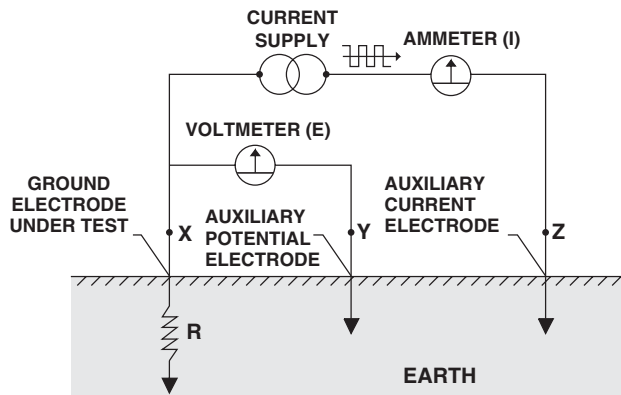 CURRENT
SUPPLY
AMMETER (I)
VOLTMETER (E)
GROUND
ELECTRODE
UNDER TEST
X
AUXILIARY
POTENTIAL
ELECTRODE
Y
AUXILIARY
CURRENT
ELECTRODE
Z
R
EARTH